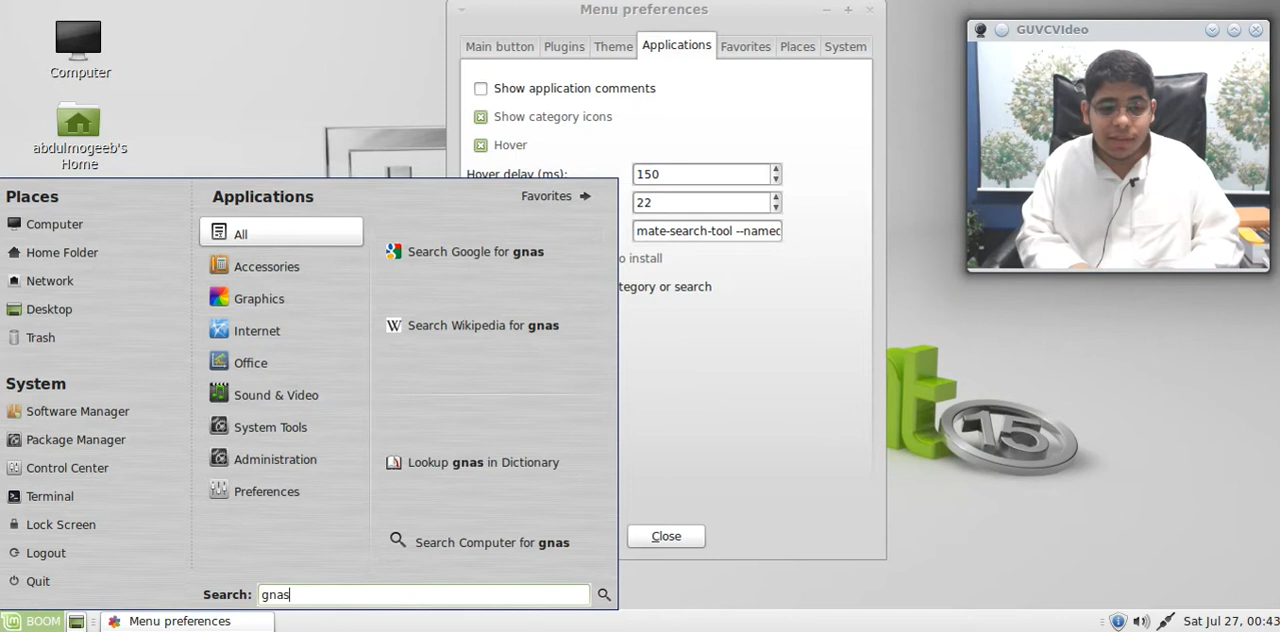 Computer
abdulmogeeb's
Home
Menu preferences
Main button Plugins Theme Applications Favorites Places System
Show application comments
Show category icons
Hover
Hover delay (ms): 150
22
mate-search-tool --named
o install
tegory or search
Close
GUVCVideo
Places
Computer
Home Folder
Network
Desktop
Trash
System
Software Manager
Package Manager
Control Center
Terminal
Lock Screen
Logout
Quit
Applications
Favorites
All
Accessories
Graphics
Internet
Office
Sound & Video
System Tools
Administration
Preferences
Search Google for gnas
Search Wikipedia for gnas
Lookup gnas in Dictionary
Search Computer for gnas
Search: gnas
15
BOOM Menu preferences Sat Jul 27, 00:43